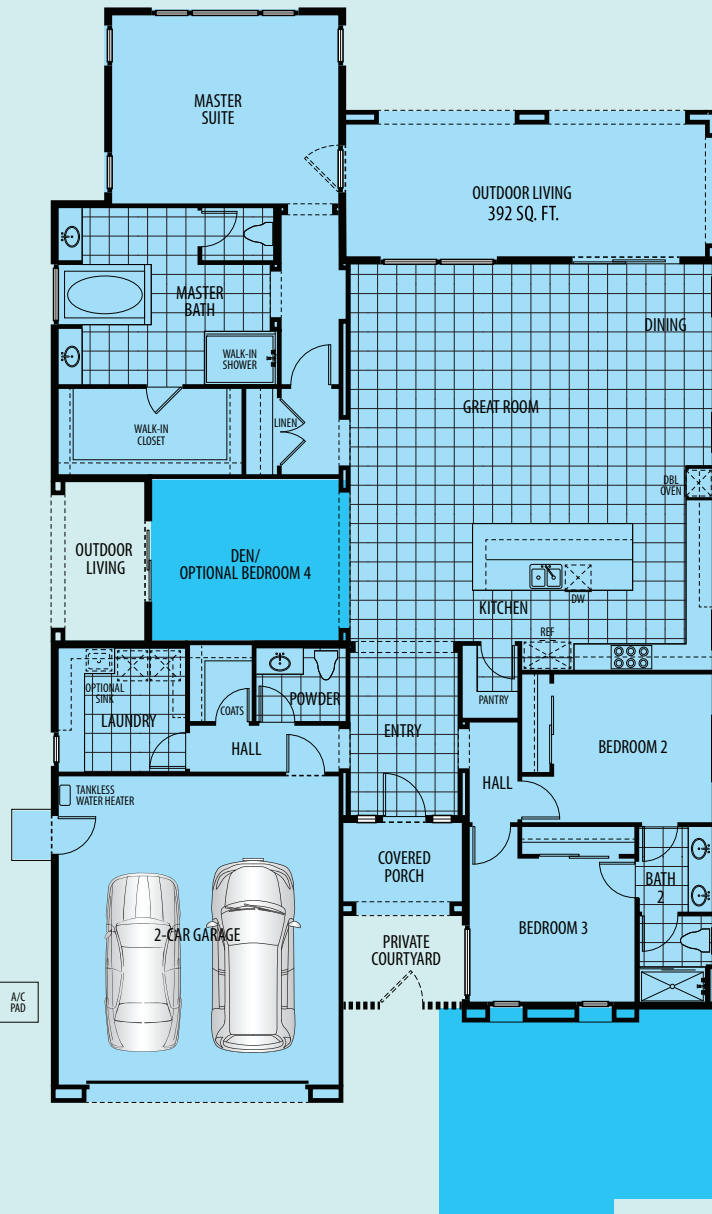 MASTER
SUITE
OUTDOOR LIVING
392 SQ. FT.
MASTER
BATH
DINING
WALK-IN
SHOWER
GREAT ROOM
LINEN
WALK-IN
CLOSET
DBL
OVEN
OUTDOOR
LIVING
DEN/
OPTIONAL BEDROOM 4
DW
KITCHEN
REF
OPTIONAL
SINK
LAUNDRY
COATS
POWDER
PANTRY
ENTRY
HALL
BEDROOM 2
HALL
TANKLESS
WATER HEATER
COVERED
PORCH
BATH
2
2-CAR GARAGE
BEDROOM 3
PRIVATE
COURTYARD
A/C
PAD